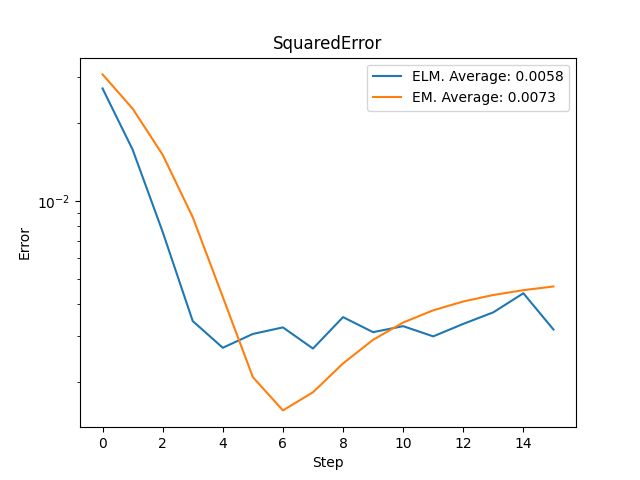 SquaredError
ELM. Average: 0.0058
EM. Average: 0.0073
10⁻²
Error
0 2 4 6 8 10 12 14
Step